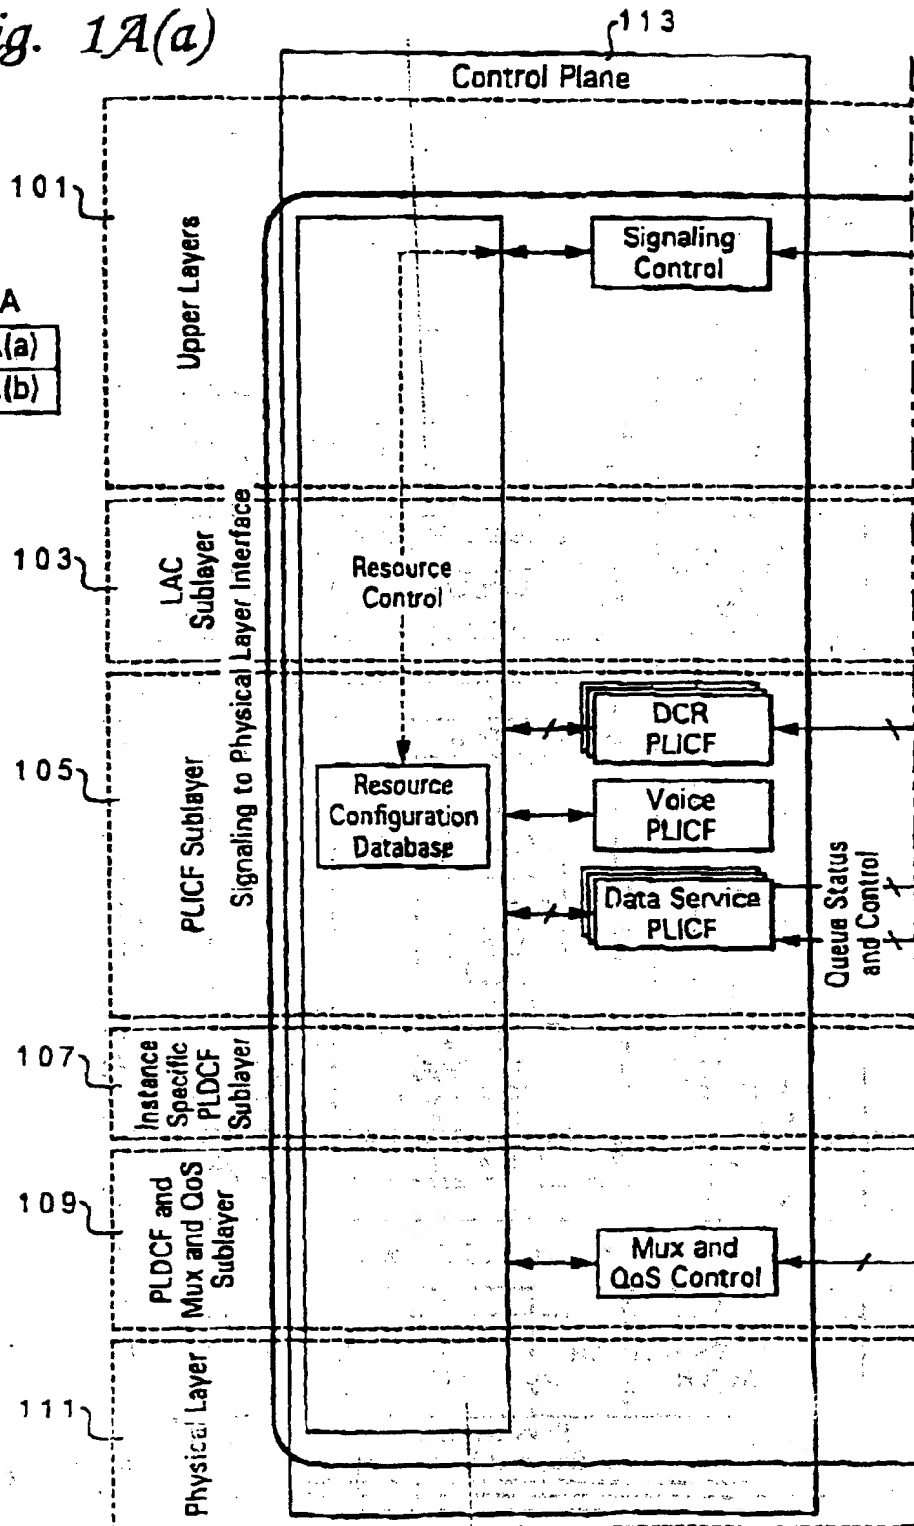 ig. 1A(a)
113
Control Plane
101
Upper Layers
Signaling
Control
A
(a)
(b)
103
LAC
Sublayer
Signaling to Physical Layer Interface
Resource
Control
105
PLICF Sublayer
DCR
PLICF
Resource
Configuration
Database
Voice
PLICF
Data Service
PLICF
Queue Status
and Control
107
Instance
Specific
PLDCF
Sublayer
109
PLDCF and
Mux and QoS
Sublayer
Mux and
QoS Control
111
Physical Layer